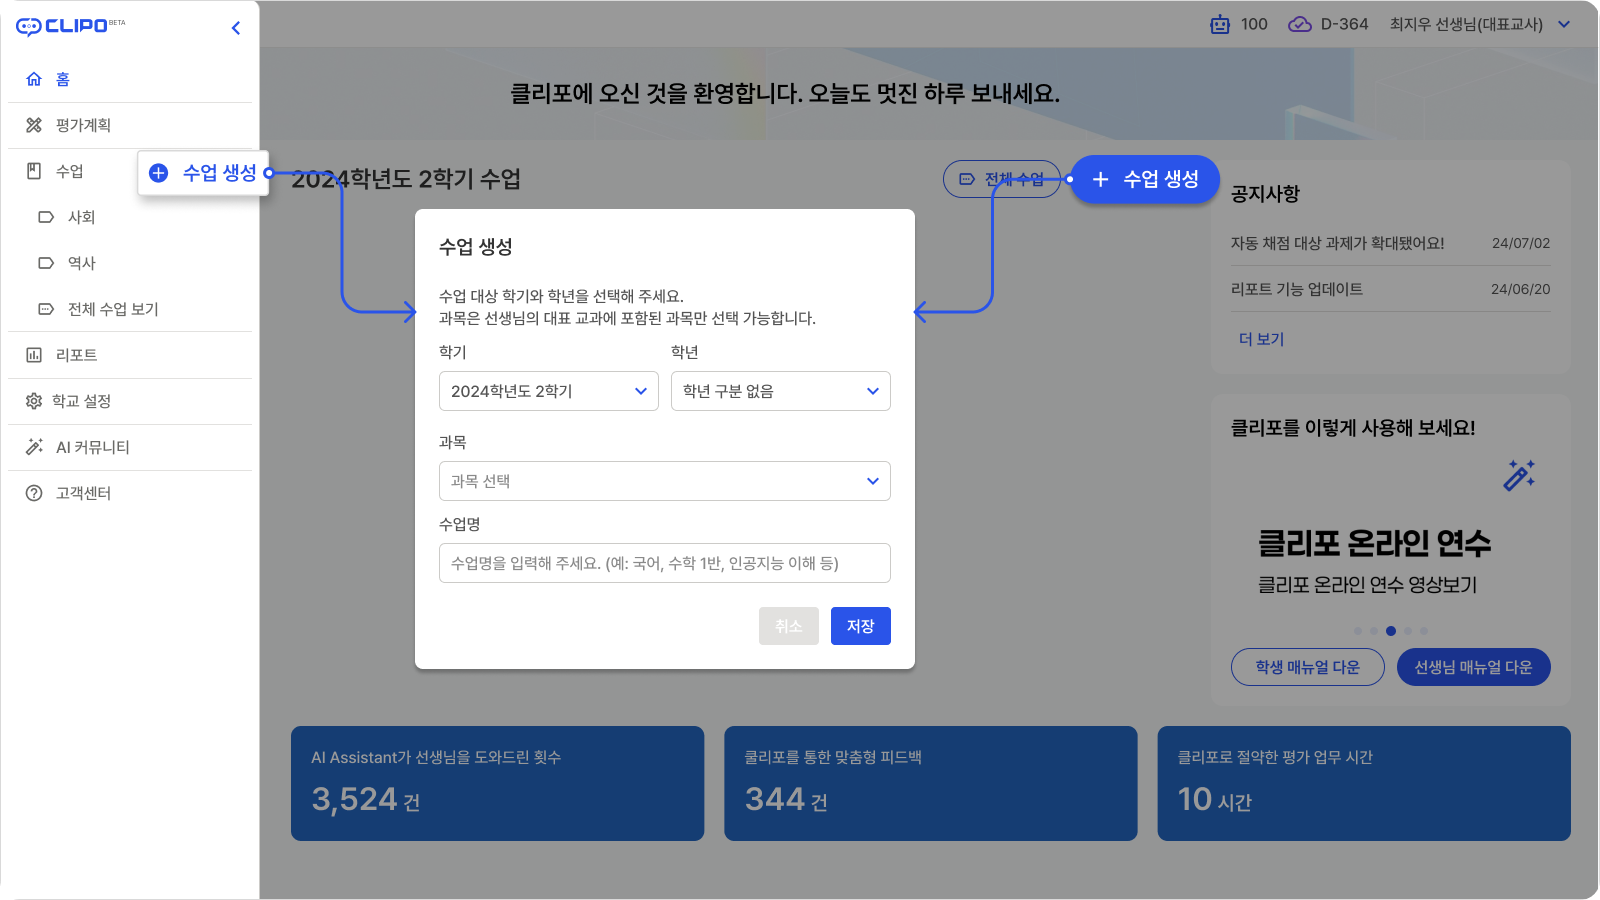 CLIPO BETA
홈
평가계획
수업
수업 생성
사회
역사
전체 수업 보기
리포트
학교 설정
AI 커뮤니티
고객센터
100
D-364
최지우 선생님(대표교사)
클리포에 오신 것을 환영합니다. 오늘도 멋진 하루 보내세요.
2024학년도 2학기 수업
전체 수업
수업 생성
수업 생성
수업 대상 학기와 학년을 선택해 주세요.
과목은 선생님의 대표 교과에 포함된 과목만 선택 가능합니다.
학기
학년
2024학년도 2학기
학년 구분 없음
과목
과목 선택
수업명
수업명을 입력해 주세요. (예: 국어, 수학 1반, 인공지능 이해 등)
취소
저장
공지사항
자동 채점 대상 과제가 확대됐어요! 24/07/02
리포트 기능 업데이트 24/06/20
더 보기
클리포를 이렇게 사용해 보세요!
클리포 온라인 연수
클리포 온라인 연수 영상보기
학생 매뉴얼 다운
선생님 매뉴얼 다운
AI Assistant가 선생님을 도와드린 횟수
3,524 건
쿨리포를 통한 맞춤형 피드백
344 건
클리포로 절약한 평가 업무 시간
10 시간